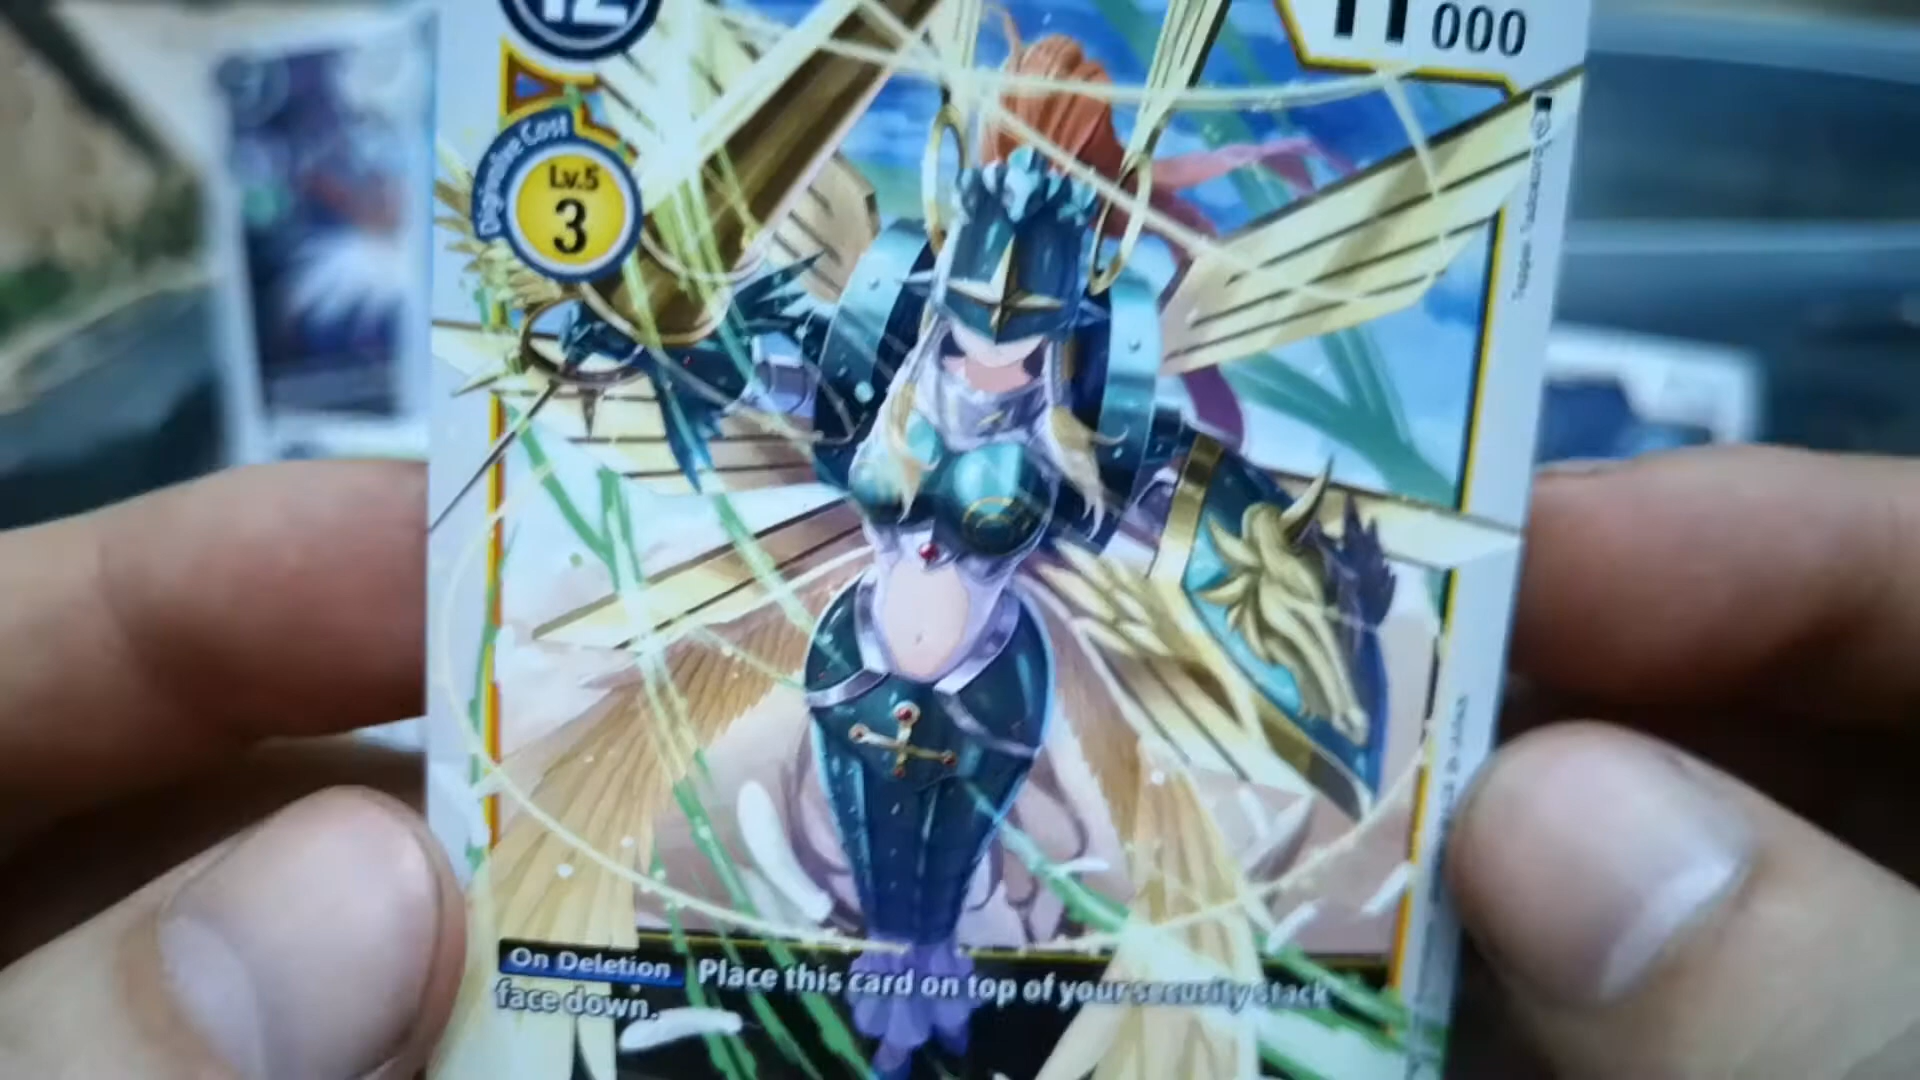 12
11000
Digivolve Cost
Lv.5
3
On Deletion Place this card on top of your security stack
face down.